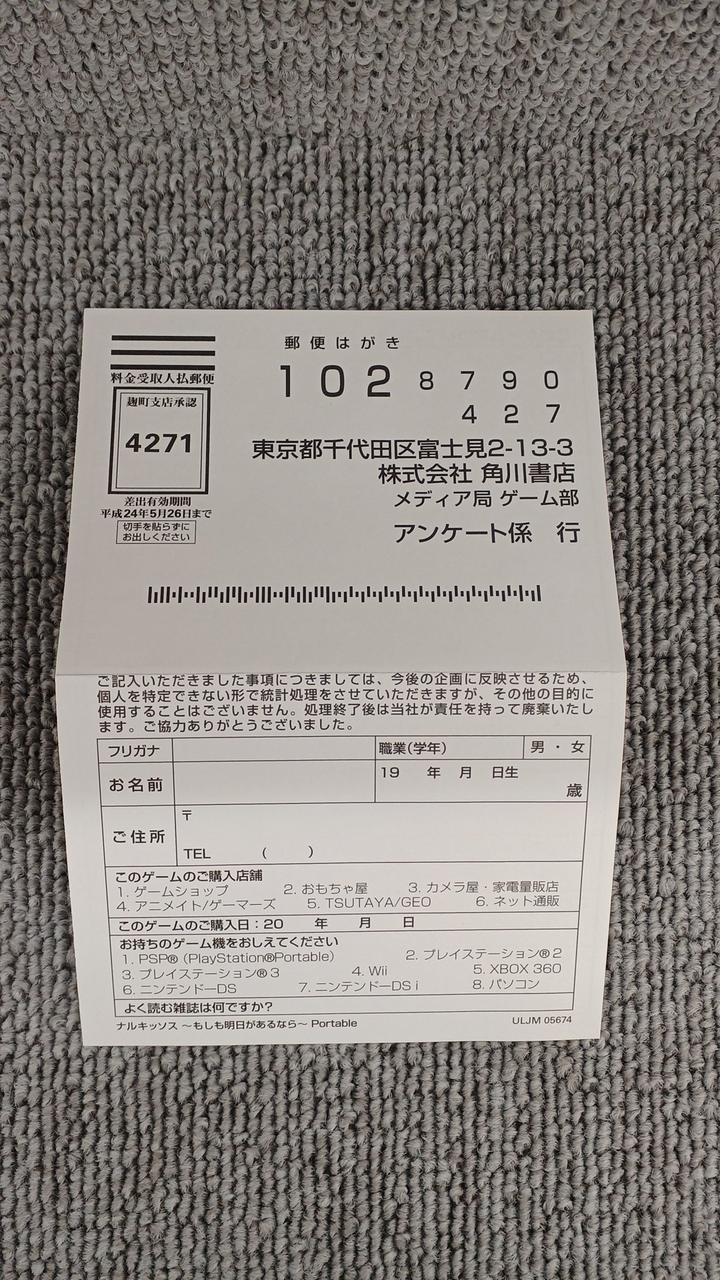 郵便はがき
料金受取人払郵便
麹町支店承認
4271
差出有効期間
平成24年5月26日まで
切手を貼らずに
お出しください
102 8790
427
東京都千代田区富士見2-13-3
株式会社 角川書店
メディア局 ゲーム部
アンケート係 行
ご記入いただきました事項につきましては、今後の企画に反映させるため、
個人を特定できない形で統計処理をさせていただきますが、その他の目的に
使用することはございません。処理終了後は当社が責任を持って廃棄いたし
ます。ご協力ありがとうございました。
フリガナ 職業(学年) 男・女
お名前 19 年 月 日生
歳
ご住所 〒
TEL ( )
このゲームのご購入店舗
1. ゲームショップ 2. おもちゃ屋 3. カメラ屋・家電量販店
4. アニメイト/ゲーマーズ 5. TSUTAYA/GEO 6. ネット通販
このゲームのご購入日:20 年 月 日
お持ちのゲーム機をおしえてください
1. PSP® (PlayStation®Portable) 2. プレイステーション®2
3. プレイステーション®3 4. Wii 5. XBOX 360
6. ニンテンドーDS 7. ニンテンドーDS i 8. パソコン
よく読む雑誌は何ですか?
ナルキッソス 〜もしも明日があるなら〜 Portable ULJM 05674